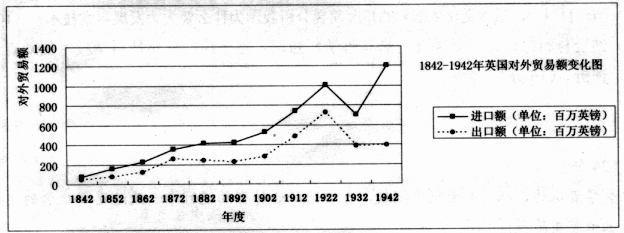 1842-1942年英国对外贸易额变化图
对外贸易额
1400
1200
1000
800
600
400
200
0
1842 1852 1862 1872 1882 1892 1902 1912 1922 1932 1942
年度
进口额（单位：百万英镑）
出口额（单位：百万英镑）